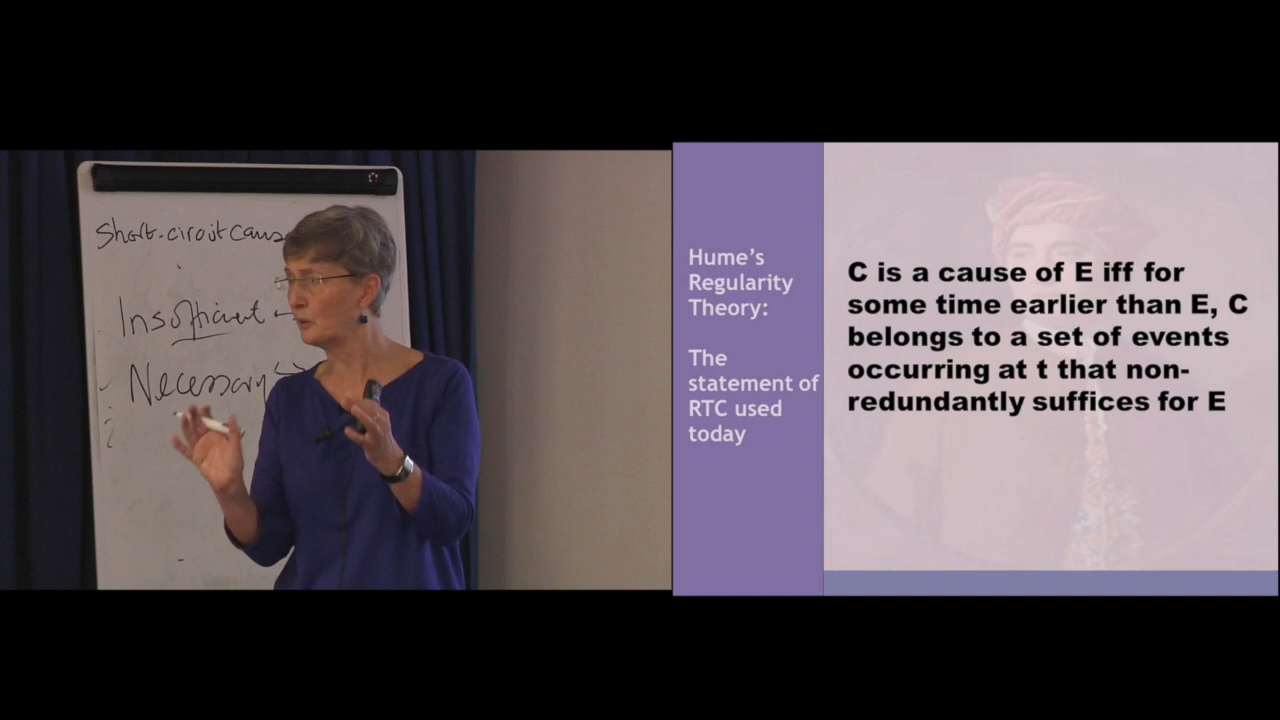 Short-circuit caus
Insufficient
Necessary
Hume's
Regularity
Theory:
The
statement of
RTC used
today
C is a cause of E iff for
some time earlier than E, C
belongs to a set of events
occurring at t that non-
redundantly suffices for E